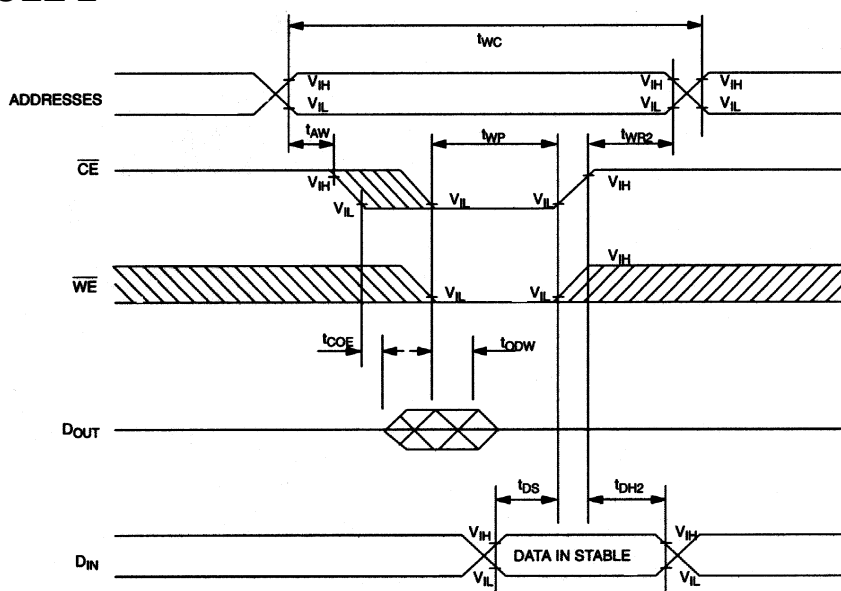 tWC
VIH VIH VIH
ADDRESSES
VIL VIL VIL
tAW tWP tWR2
CE
VIH VIH
VIL VIL VIL
VIH
WE
VIL VIL
tCOE tODW
DOUT
tDS tDH2
VIH VIH
DATA IN STABLE
DIN
VIL VIL